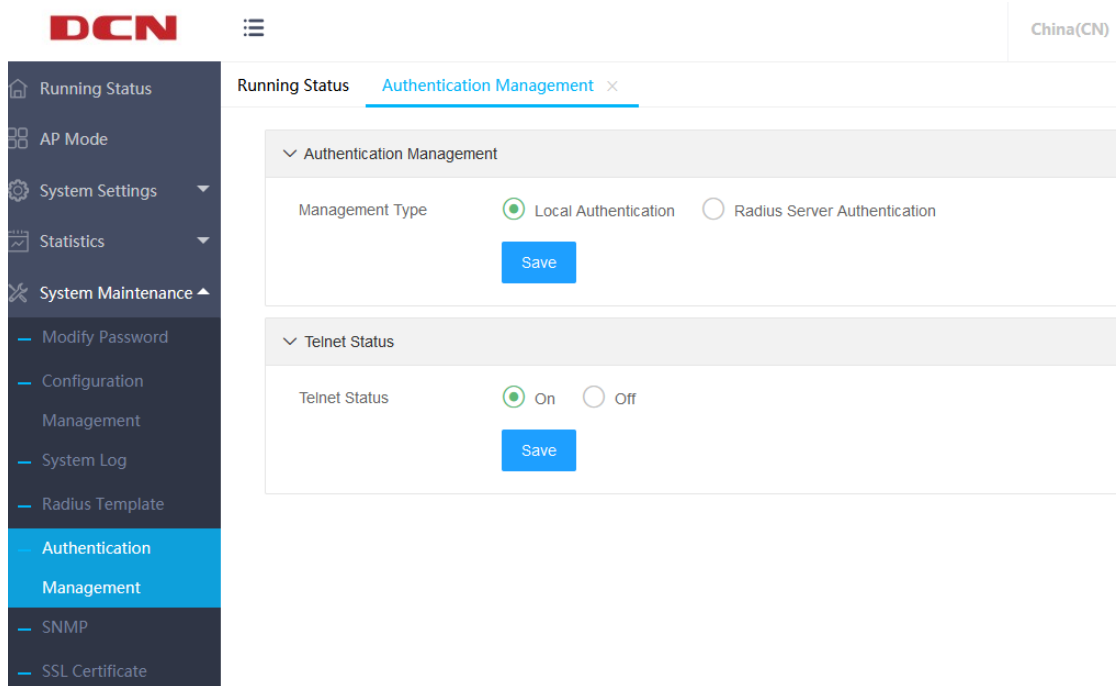 DCN
China(CN)
Running Status
AP Mode
System Settings
Statistics
System Maintenance
Modify Password
Configuration
Management
System Log
Radius Template
Authentication
Management
SNMP
SSL Certificate
Running Status Authentication Management ×
Authentication Management
Management Type Local Authentication Radius Server Authentication
Save
Telnet Status
Telnet Status On Off
Save